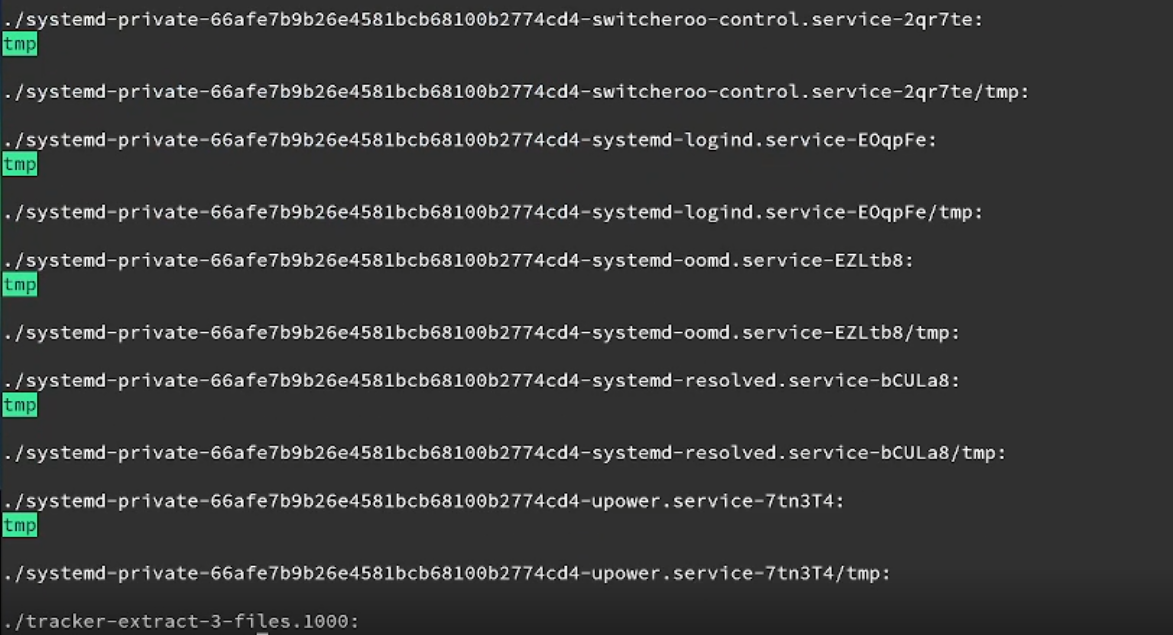 ./systemd-private-66afe7b9b26e4581bcb68100b2774cd4-switcheroo-control.service-2qr7te:
tmp
./systemd-private-66afe7b9b26e4581bcb68100b2774cd4-switcheroo-control.service-2qr7te/tmp:
./systemd-private-66afe7b9b26e4581bcb68100b2774cd4-systemd-logind.service-EOqpFe:
tmp
./systemd-private-66afe7b9b26e4581bcb68100b2774cd4-systemd-logind.service-EOqpFe/tmp:
./systemd-private-66afe7b9b26e4581bcb68100b2774cd4-systemd-oomd.service-EZLtb8:
tmp
./systemd-private-66afe7b9b26e4581bcb68100b2774cd4-systemd-oomd.service-EZLtb8/tmp:
./systemd-private-66afe7b9b26e4581bcb68100b2774cd4-systemd-resolved.service-bCULa8:
tmp
./systemd-private-66afe7b9b26e4581bcb68100b2774cd4-systemd-resolved.service-bCULa8/tmp:
./systemd-private-66afe7b9b26e4581bcb68100b2774cd4-upower.service-7tn3T4:
tmp
./systemd-private-66afe7b9b26e4581bcb68100b2774cd4-upower.service-7tn3T4/tmp:
./tracker-extract-3-files.1000: